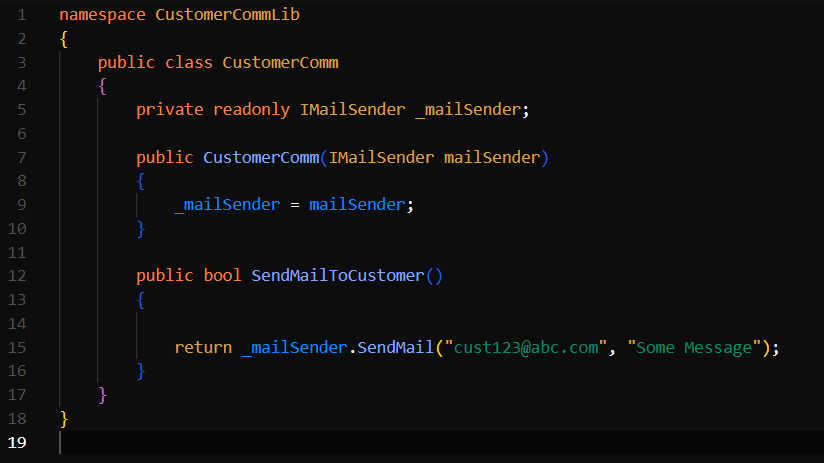 1 namespace CustomerCommLib
2 {
3     public class CustomerComm
4     {
5         private readonly IMailSender _mailSender;
6
7         public CustomerComm(IMailSender mailSender)
8         {
9             _mailSender = mailSender;
10         }
11
12         public bool SendMailToCustomer()
13         {
14
15             return _mailSender.SendMail("cust123@abc.com", "Some Message");
16         }
17     }
18 }
19